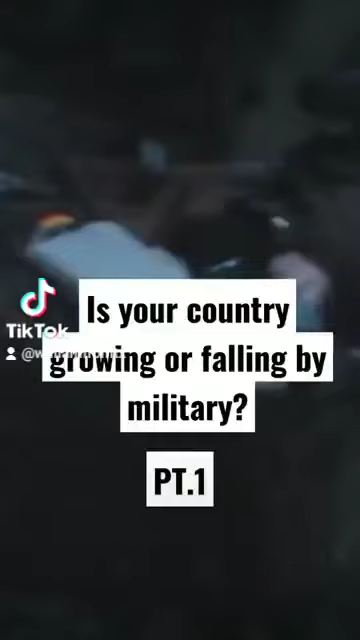 Is your country
growing or falling by
military?
PT.1
TikTok